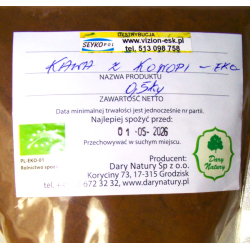 DYSTRYBUCJA
SEYKO
www.vizion-esk.pl
tel. 513 098 758
KAWA z KONOPI - EKO
NAZWA PRODUKTU
0,5kg
ZAWARTOŚĆ NETTO
Data minimalnej trwałości jest jednocześnie nr partii.
Najlepiej spożyć przed:
01 -05- 2026
Przechowywać w suchym miejscu.
PL-EKO-01
Rolnictwo
Producent:
Dary Natury Sp. z o.o.
Koryciny 73, 17-315 Grodzisk
672 32 32, www.darynatury.pl
Dary Natury